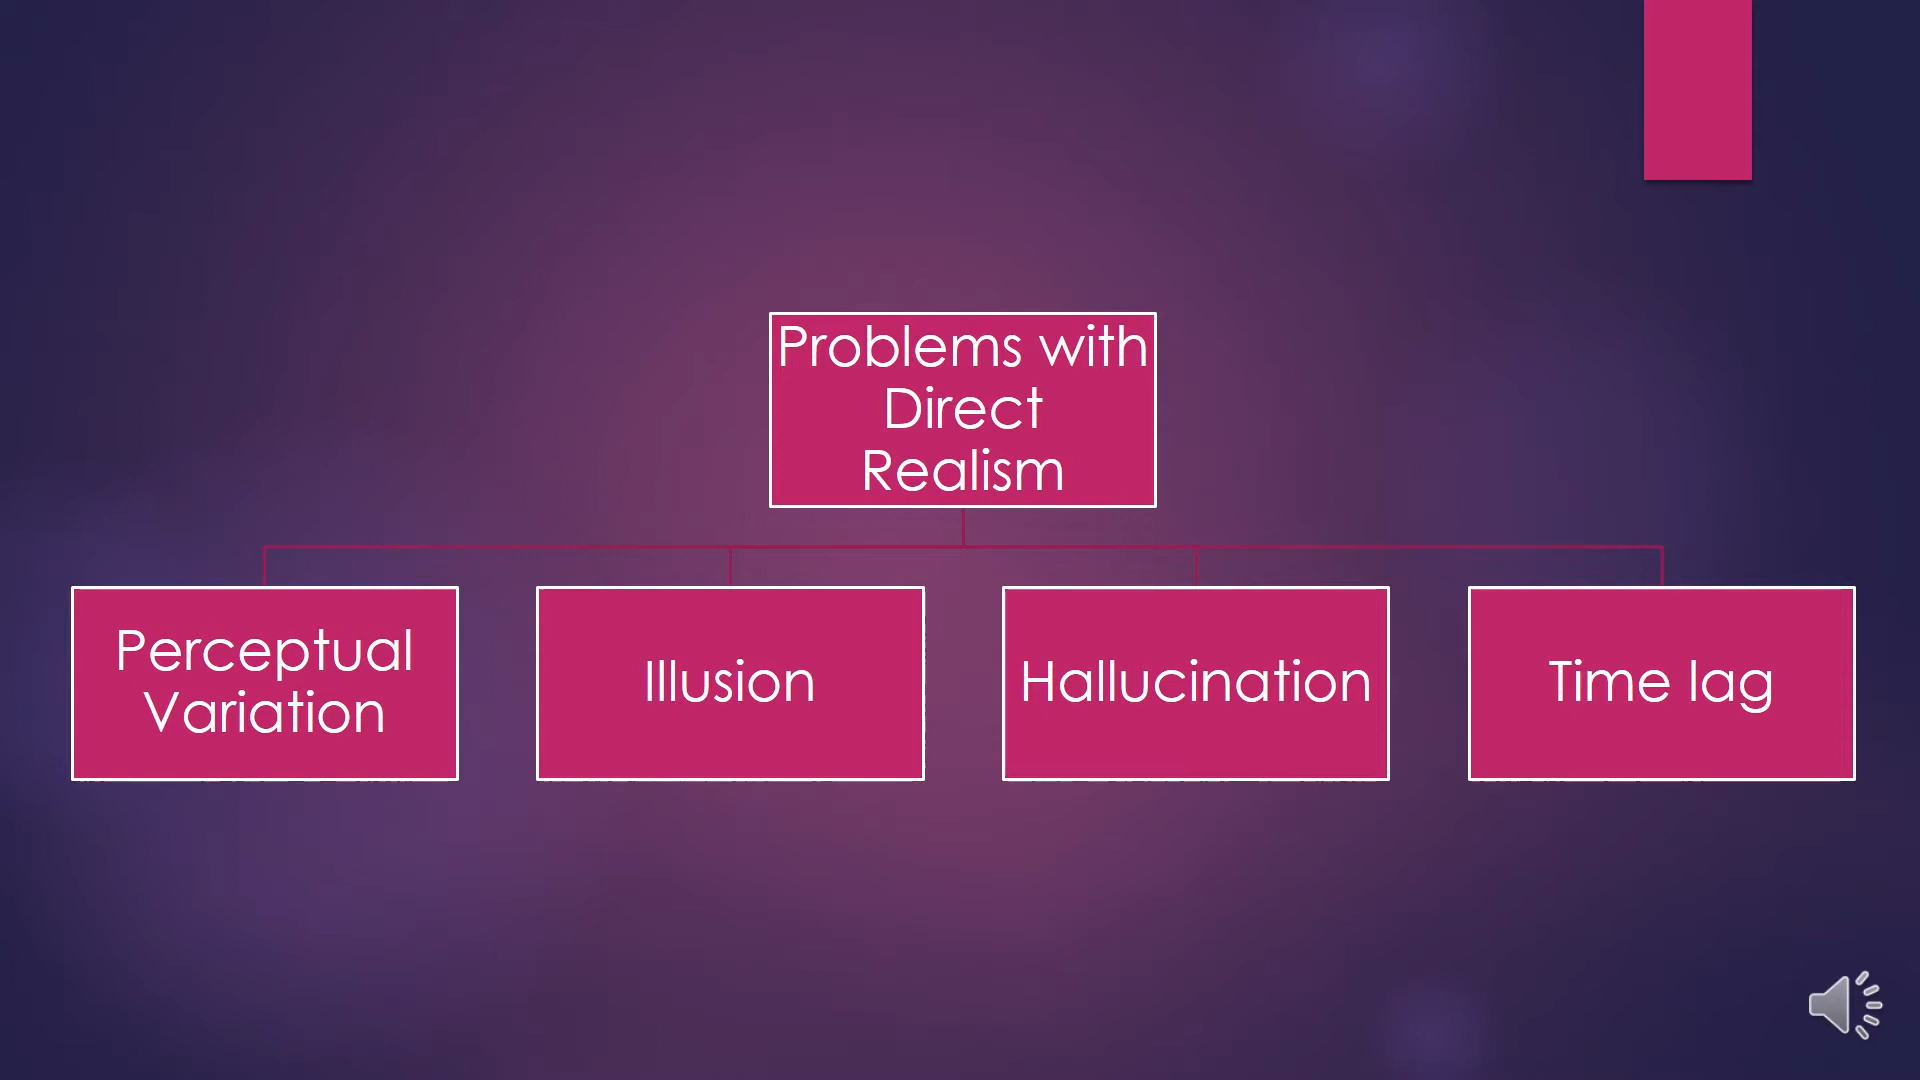 Problems with
Direct
Realism
Perceptual
Variation
Illusion
Hallucination
Time lag